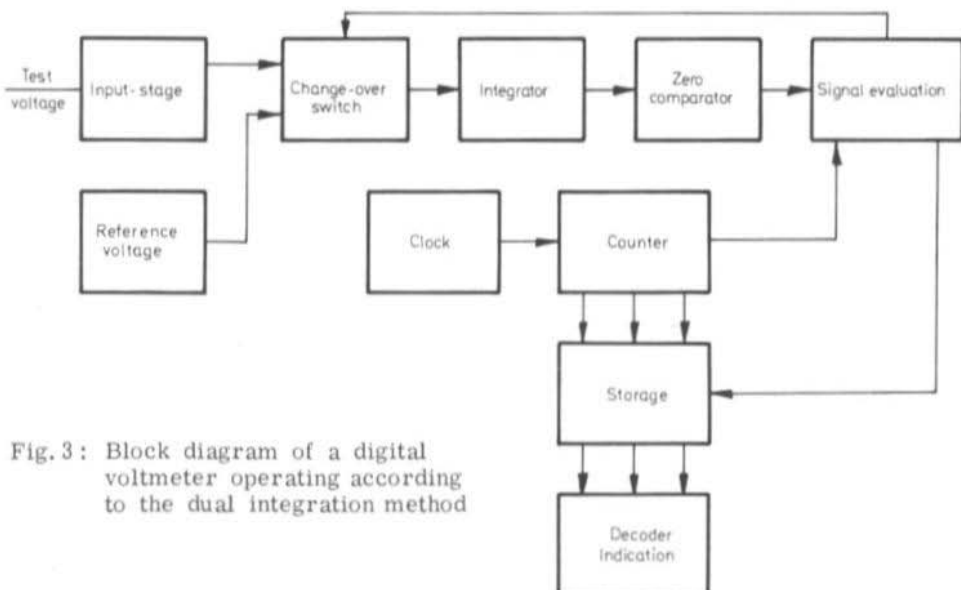 Test
voltage
Input-stage
Change-over
switch
Integrator
Zero
comparator
Signal evaluation
Reference
voltage
Clock
Counter
Storage
Decoder
Indication
Fig. 3: Block diagram of a digital
voltmeter operating according
to the dual integration method